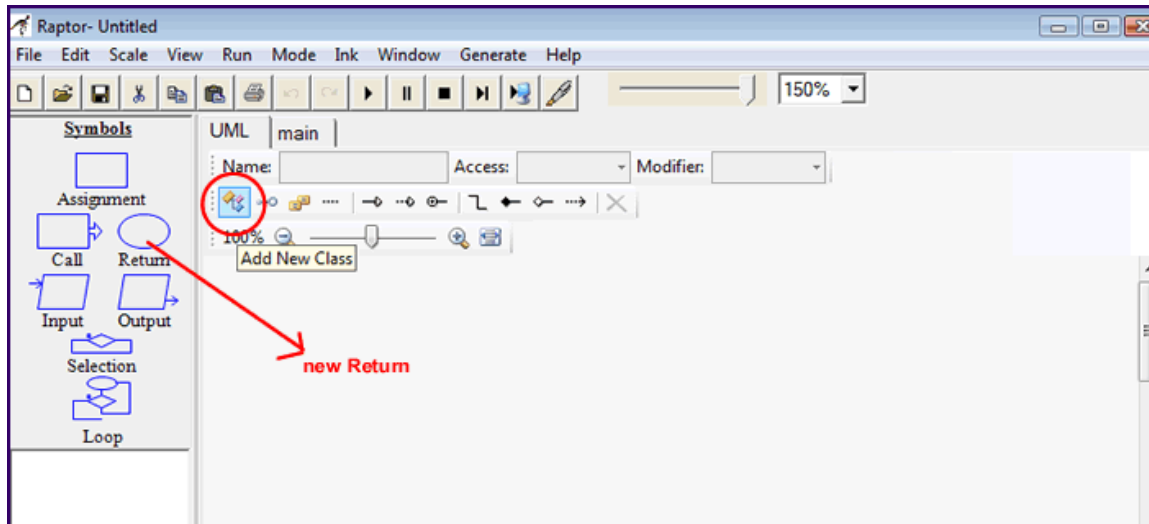 Raptor- Untitled
File Edit Scale View Run Mode Ink Window Generate Help
150%
Symbols
Assignment
Call Return
Input Output
Selection
Loop
UML main
Name: Access: Modifier:
100%
Add New Class
new Return